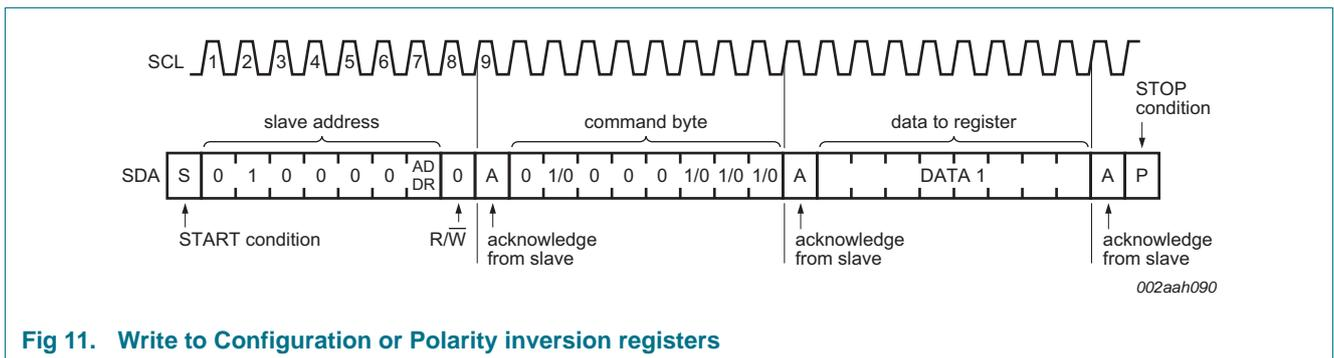 SCL 1 2 3 4 5 6 7 8 9
STOP
condition
slave address command byte data to register
SDA S 0 1 0 0 0 0 AD DR 0 A 0 1/0 0 0 0 1/0 1/0 1/0 A DATA 1 A P
START condition R/W̅ acknowledge from slave acknowledge from slave acknowledge from slave
002aah090
Fig 11. Write to Configuration or Polarity inversion registers